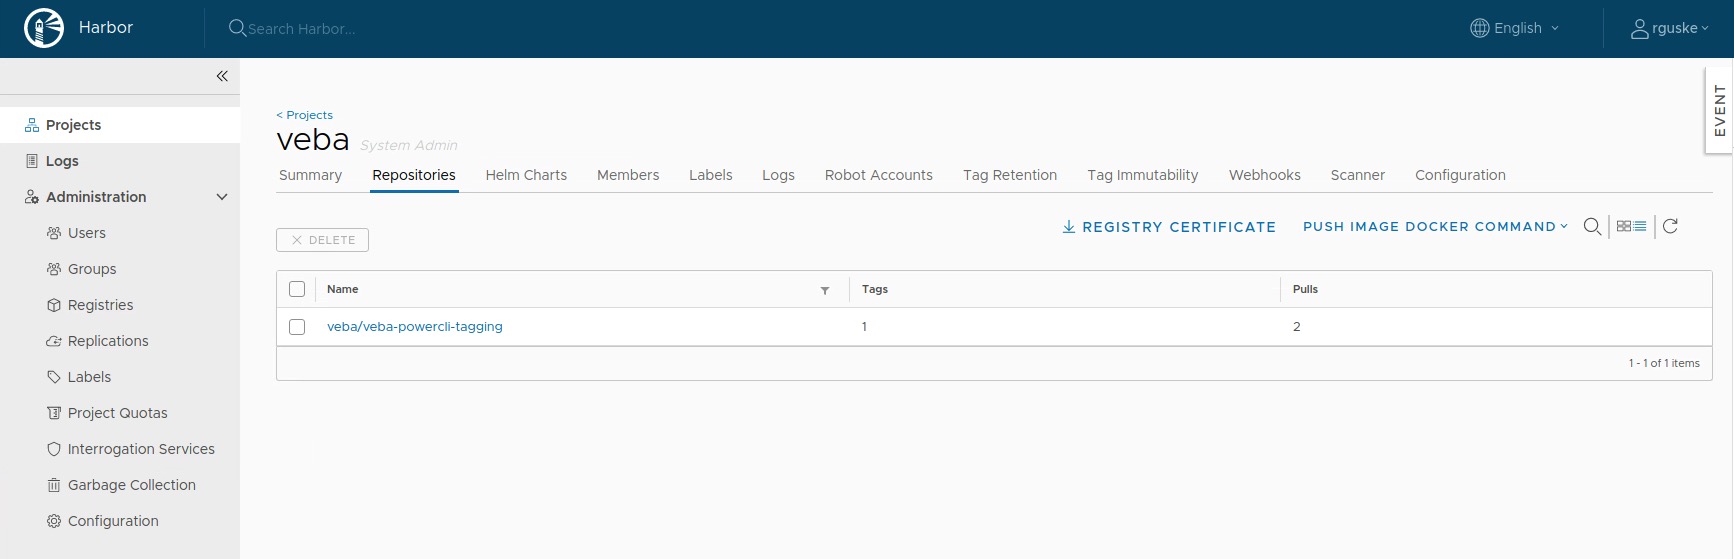 Harbor
Search Harbor...
English
rguske
EVENT
Projects
Logs
Administration
Users
Groups
Registries
Replications
Labels
Project Quotas
Interrogation Services
Garbage Collection
Configuration
< Projects
veba System Admin
Summary Repositories Helm Charts Members Labels Logs Robot Accounts Tag Retention Tag Immutability Webhooks Scanner Configuration
REGISTRY CERTIFICATE PUSH IMAGE DOCKER COMMAND
DELETE
Name Tags Pulls
veba/veba-powercli-tagging 1 2
1 - 1 of 1 items